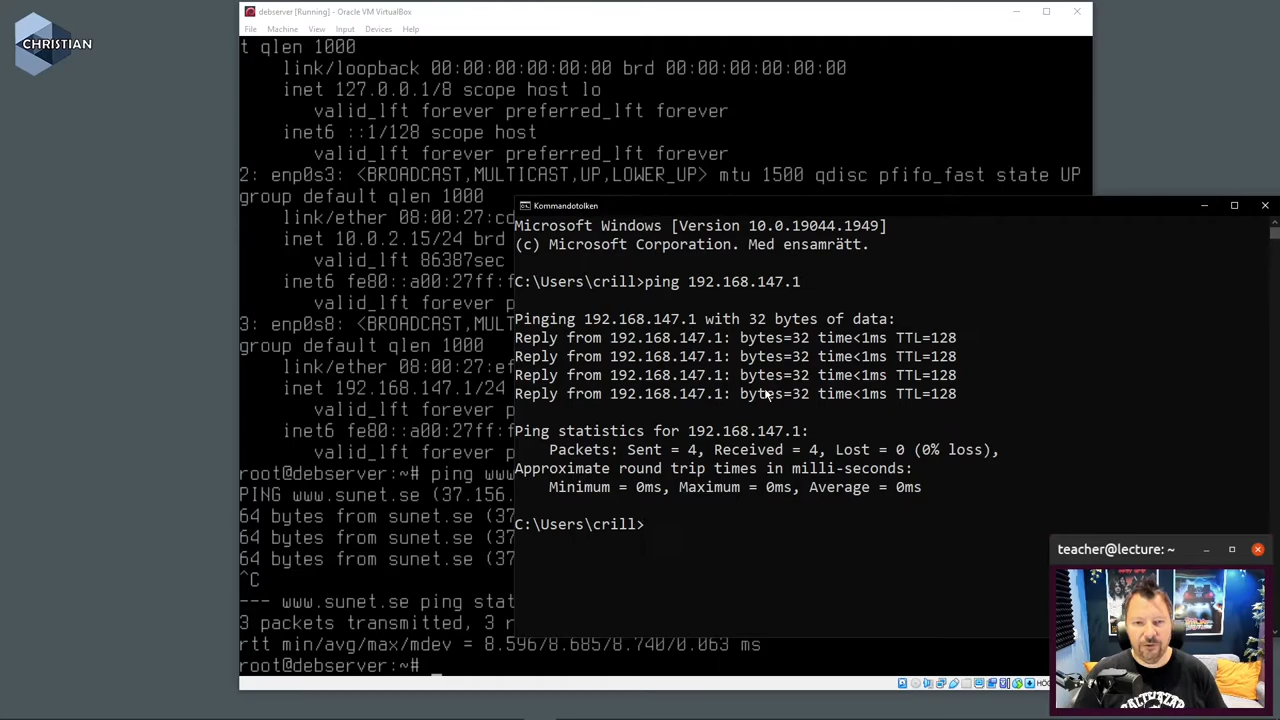 CHRISTIAN
debserver [Running] - Oracle VM VirtualBox
File Machine View Input Devices Help
t qlen 1000
link/loopback 00:00:00:00:00:00 brd 00:00:00:00:00:00
inet 127.0.0.1/8 scope host lo
valid_lft forever preferred_lft forever
inet6 ::1/128 scope host
valid_lft forever preferred_lft forever
2: enp0s3: <BROADCAST,MULTICAST,UP,LOWER_UP> mtu 1500 qdisc pfifo_fast state UP
group default qlen 1000
link/ether 08:00:27:cd
inet 10.0.2.15/24 brd
valid_lft 86387sec
inet6 fe80::a00:27ff:f
valid_lft forever
3: enp0s8: <BROADCAST,MULT
group default qlen 1000
link/ether 08:00:27:ef
inet 192.168.147.1/24
valid_lft forever
inet6 fe80::a00:27ff:f
valid_lft forever
root@debserver:~# ping www
PING www.sunet.se (37.156.
64 bytes from sunet.se (37
64 bytes from sunet.se (37
64 bytes from sunet.se (37
^C
--- www.sunet.se ping stat
3 packets transmitted, 3 r
rtt min/avg/max/mdev = 8.596/8.685/8.740/0.063 ms
root@debserver:~#
Kommandotolken
Microsoft Windows [Version 10.0.19044.1949]
(c) Microsoft Corporation. Med ensamrätt.
C:\Users\crill>ping 192.168.147.1
Pinging 192.168.147.1 with 32 bytes of data:
Reply from 192.168.147.1: bytes=32 time<1ms TTL=128
Reply from 192.168.147.1: bytes=32 time<1ms TTL=128
Reply from 192.168.147.1: bytes=32 time<1ms TTL=128
Reply from 192.168.147.1: bytes=32 time<1ms TTL=128
Ping statistics for 192.168.147.1:
Packets: Sent = 4, Received = 4, Lost = 0 (0% loss),
Approximate round trip times in milli-seconds:
Minimum = 0ms, Maximum = 0ms, Average = 0ms
C:\Users\crill>
teacher@lecture: ~